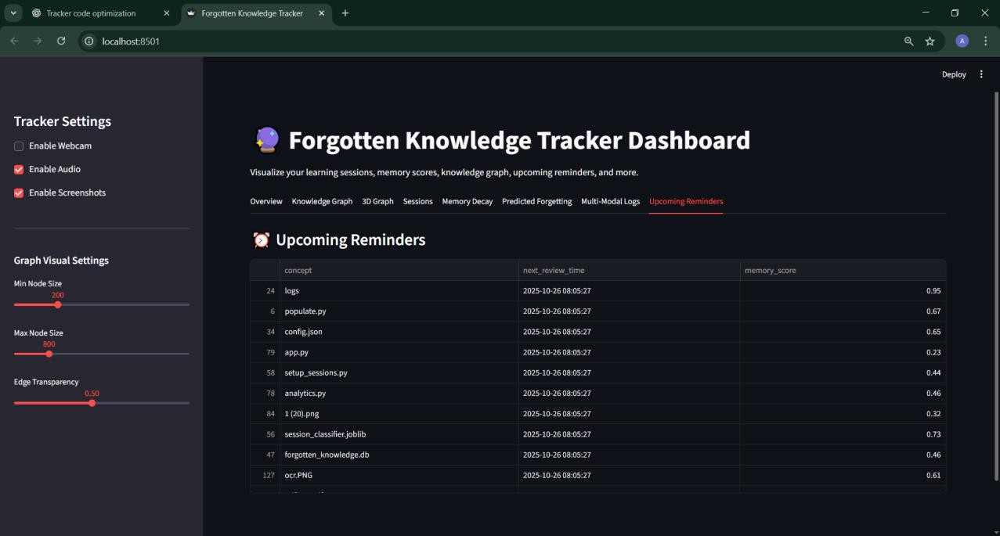 Tracker code optimization
Forgotten Knowledge Tracker
localhost:8501
A
Deploy
Tracker Settings
Enable Webcam
Enable Audio
Enable Screenshots
Graph Visual Settings
Min Node Size
200
Max Node Size
800
Edge Transparency
0.50
Forgotten Knowledge Tracker Dashboard
Visualize your learning sessions, memory scores, knowledge graph, upcoming reminders, and more.
Overview Knowledge Graph 3D Graph Sessions Memory Decay Predicted Forgetting Multi-Modal Logs Upcoming Reminders
Upcoming Reminders
concept next_review_time memory_score
24 logs 2025-10-26 08:05:27 0.95
6 populate.py 2025-10-26 08:05:27 0.67
34 config.json 2025-10-26 08:05:27 0.65
79 app.py 2025-10-26 08:05:27 0.23
58 setup_sessions.py 2025-10-26 08:05:27 0.44
78 analytics.py 2025-10-26 08:05:27 0.46
84 1 (20).png 2025-10-26 08:05:27 0.32
56 session_classifier.joblib 2025-10-26 08:05:27 0.73
47 forgotten_knowledge.db 2025-10-26 08:05:27 0.46
127 ocr.PNG 2025-10-26 08:05:27 0.61